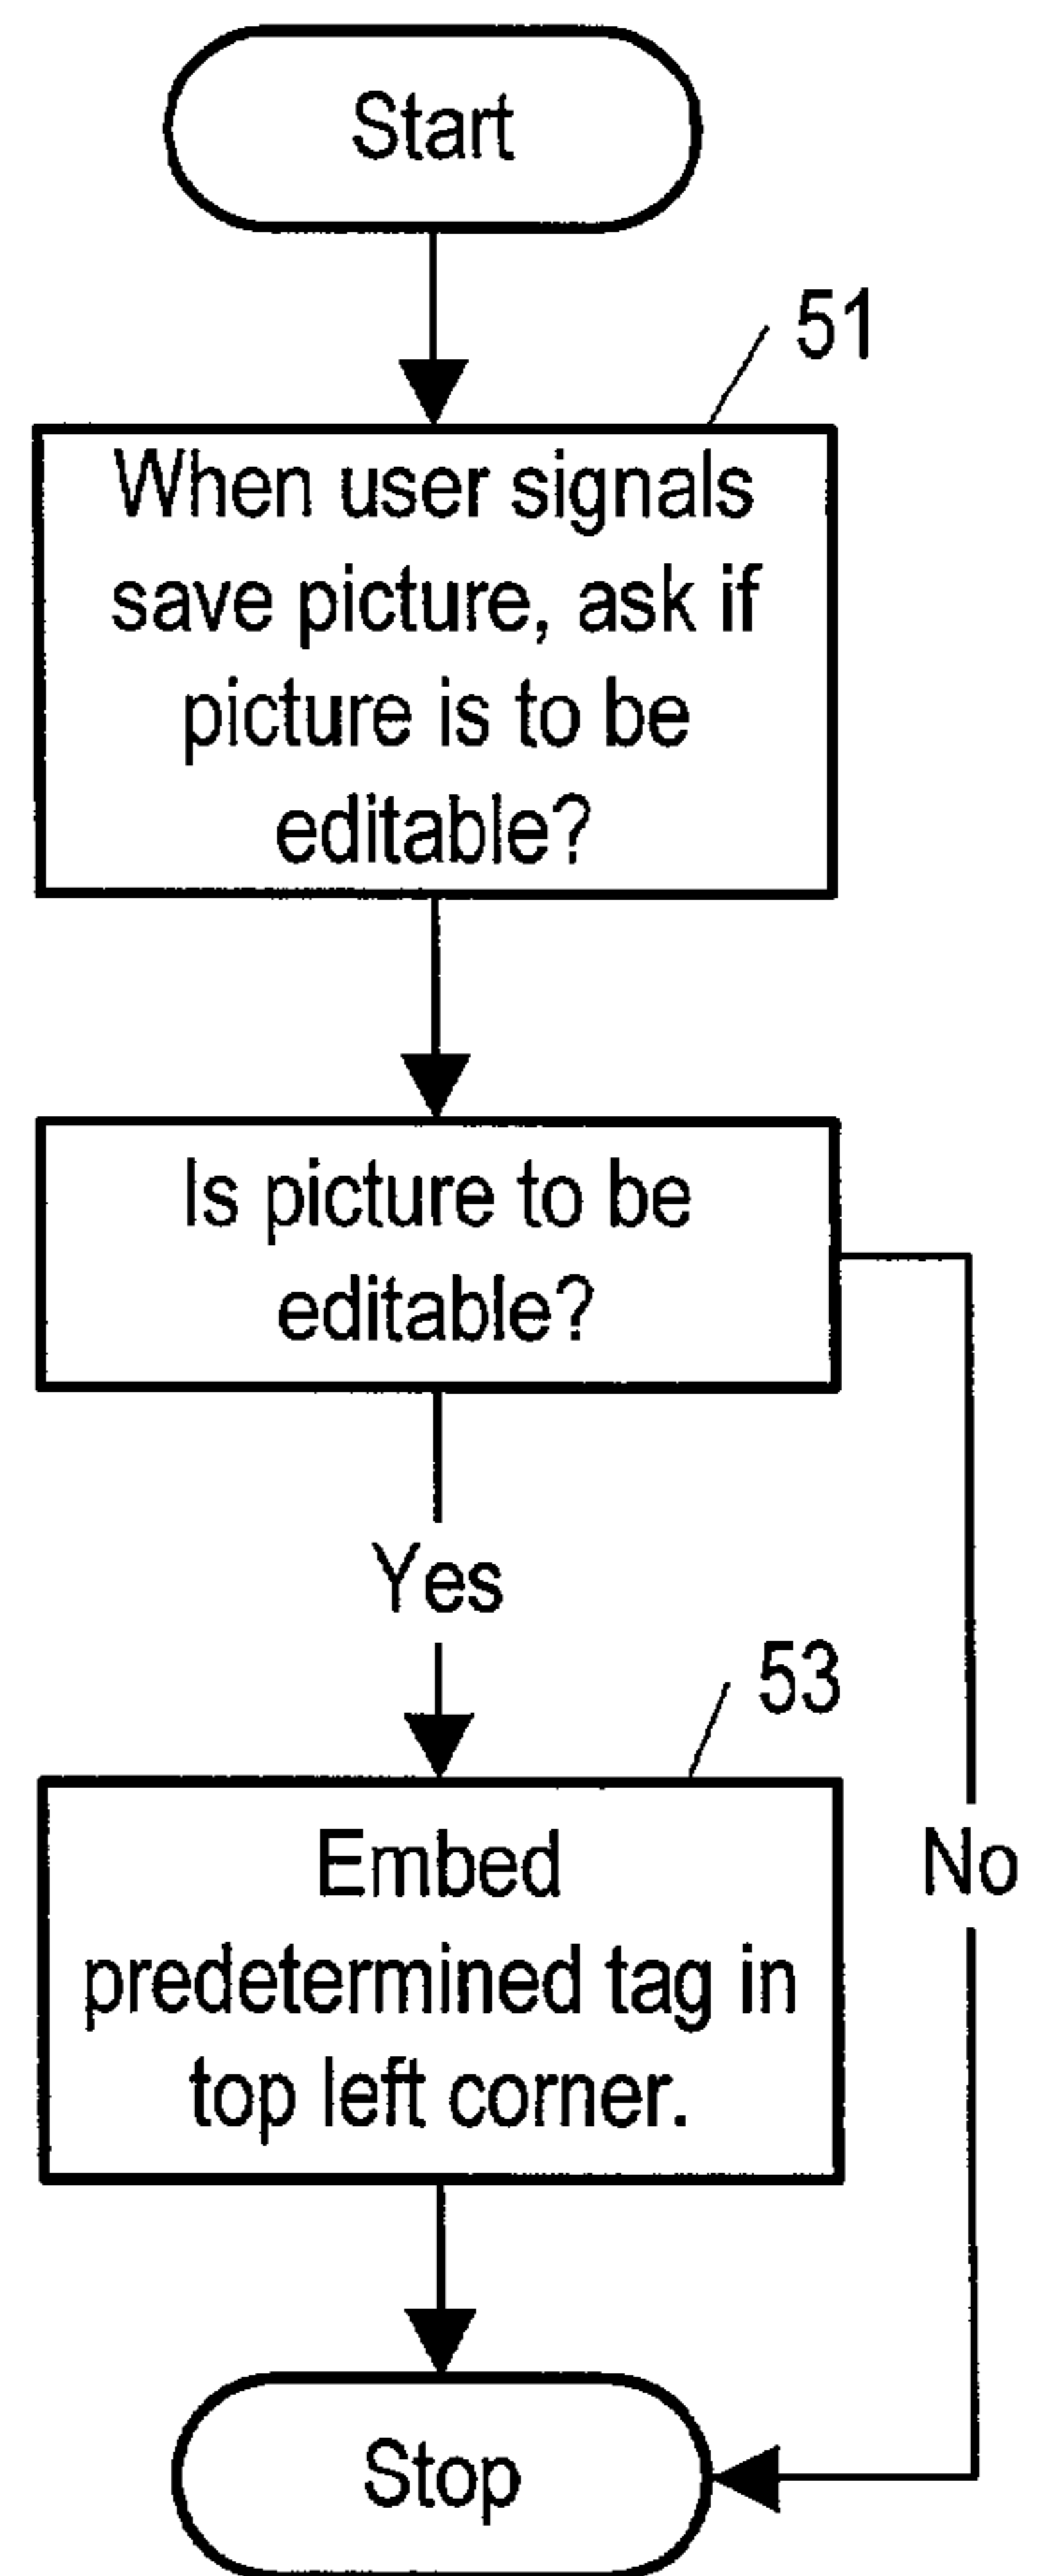 Start
51
When user signals
save picture, ask if
picture is to be
editable?
Is picture to be
editable?
Yes
53
Embed
predetermined tag in
top left corner.
No
Stop